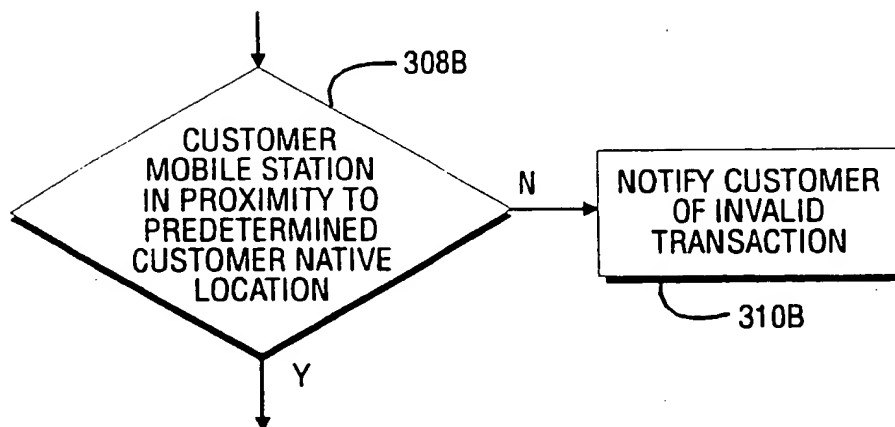 308B
CUSTOMER
MOBILE STATION
IN PROXIMITY TO
PREDETERMINED
CUSTOMER NATIVE
LOCATION
N
NOTIFY CUSTOMER
OF INVALID
TRANSACTION
310B
Y